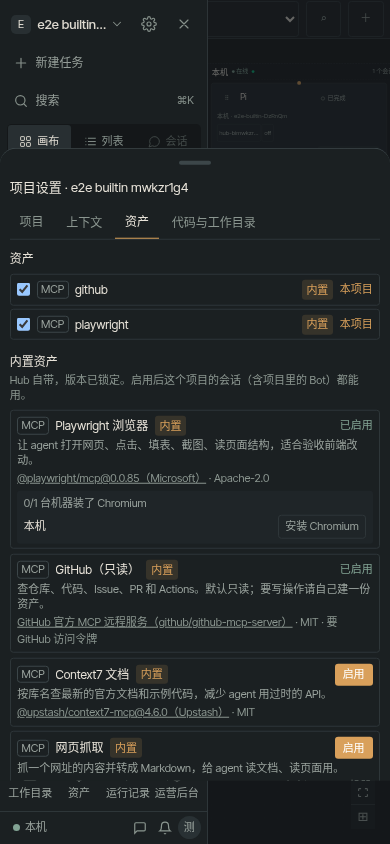 E e2e builtin...
新建任务
搜索 ⌘K
画布 列表 会话
本机
Pi 已完成
项目设置 · e2e builtin mwkzr1g4
项目 上下文 资产 代码与工作目录
资产
MCP github 内置 本项目
MCP playwright 内置 本项目
内置资产
Hub 自带，版本已锁定。启用后这个项目的会话（含项目里的 Bot）都能
用。
MCP Playwright 浏览器 内置 已启用
让 agent 打开网页、点击、填表、截图、读页面结构，适合验收前端改
动。
@playwright/mcp@0.0.85（Microsoft） · Apache-2.0
0/1 台机器装了 Chromium
本机 安装 Chromium
MCP GitHub（只读） 内置 已启用
查仓库、代码、Issue、PR 和 Actions。默认只读；要写操作请自己建一份
资产。
GitHub 官方 MCP 远程服务（github/github-mcp-server） · MIT · 要
GitHub 访问令牌
MCP Context7 文档 内置 启用
按库名查最新的官方文档和示例代码，减少 agent 用过时的 API。
@upstash/context7-mcp@4.6.0（Upstash） · MIT
MCP 网页抓取 内置 启用
抓一个网址的内容并转成 Markdown，给 agent 读文档、读页面用。
工作目录 资产 运行记录 运营后台
本机 测